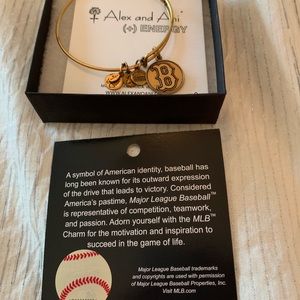 Alex and Ani
(+) ENERGY
B
A symbol of American identity, baseball has
long been known for its outward expression
of the drive that leads to victory. Considered
America's pastime, Major League Baseball™
is representative of competition, teamwork,
and passion. Adorn yourself with the MLB™
Charm for the motivation and inspiration to
succeed in the game of life.
Major League Baseball trademarks
and copyrights are used with permission
of Major League Baseball Properties, Inc.
Visit MLB.com